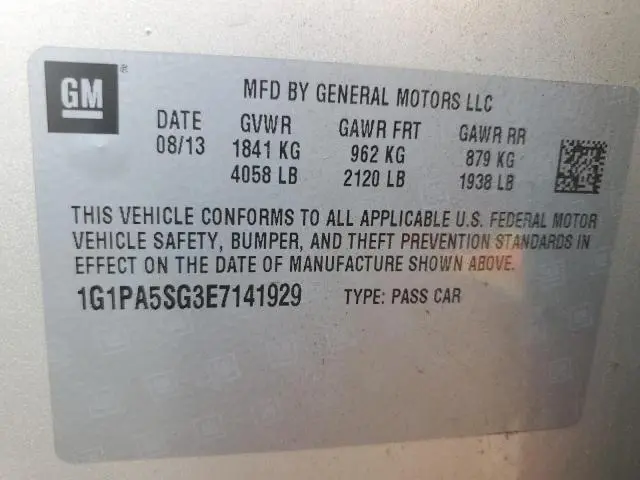 GM®
MFD BY GENERAL MOTORS LLC
DATE GVWR GAWR FRT GAWR RR
08/13 1841 KG 962 KG 879 KG
4058 LB 2120 LB 1938 LB
THIS VEHICLE CONFORMS TO ALL APPLICABLE U.S. FEDERAL MOTOR
VEHICLE SAFETY, BUMPER, AND THEFT PREVENTION STANDARDS IN
EFFECT ON THE DATE OF MANUFACTURE SHOWN ABOVE.
1G1PA5SG3E7141929 TYPE: PASS CAR